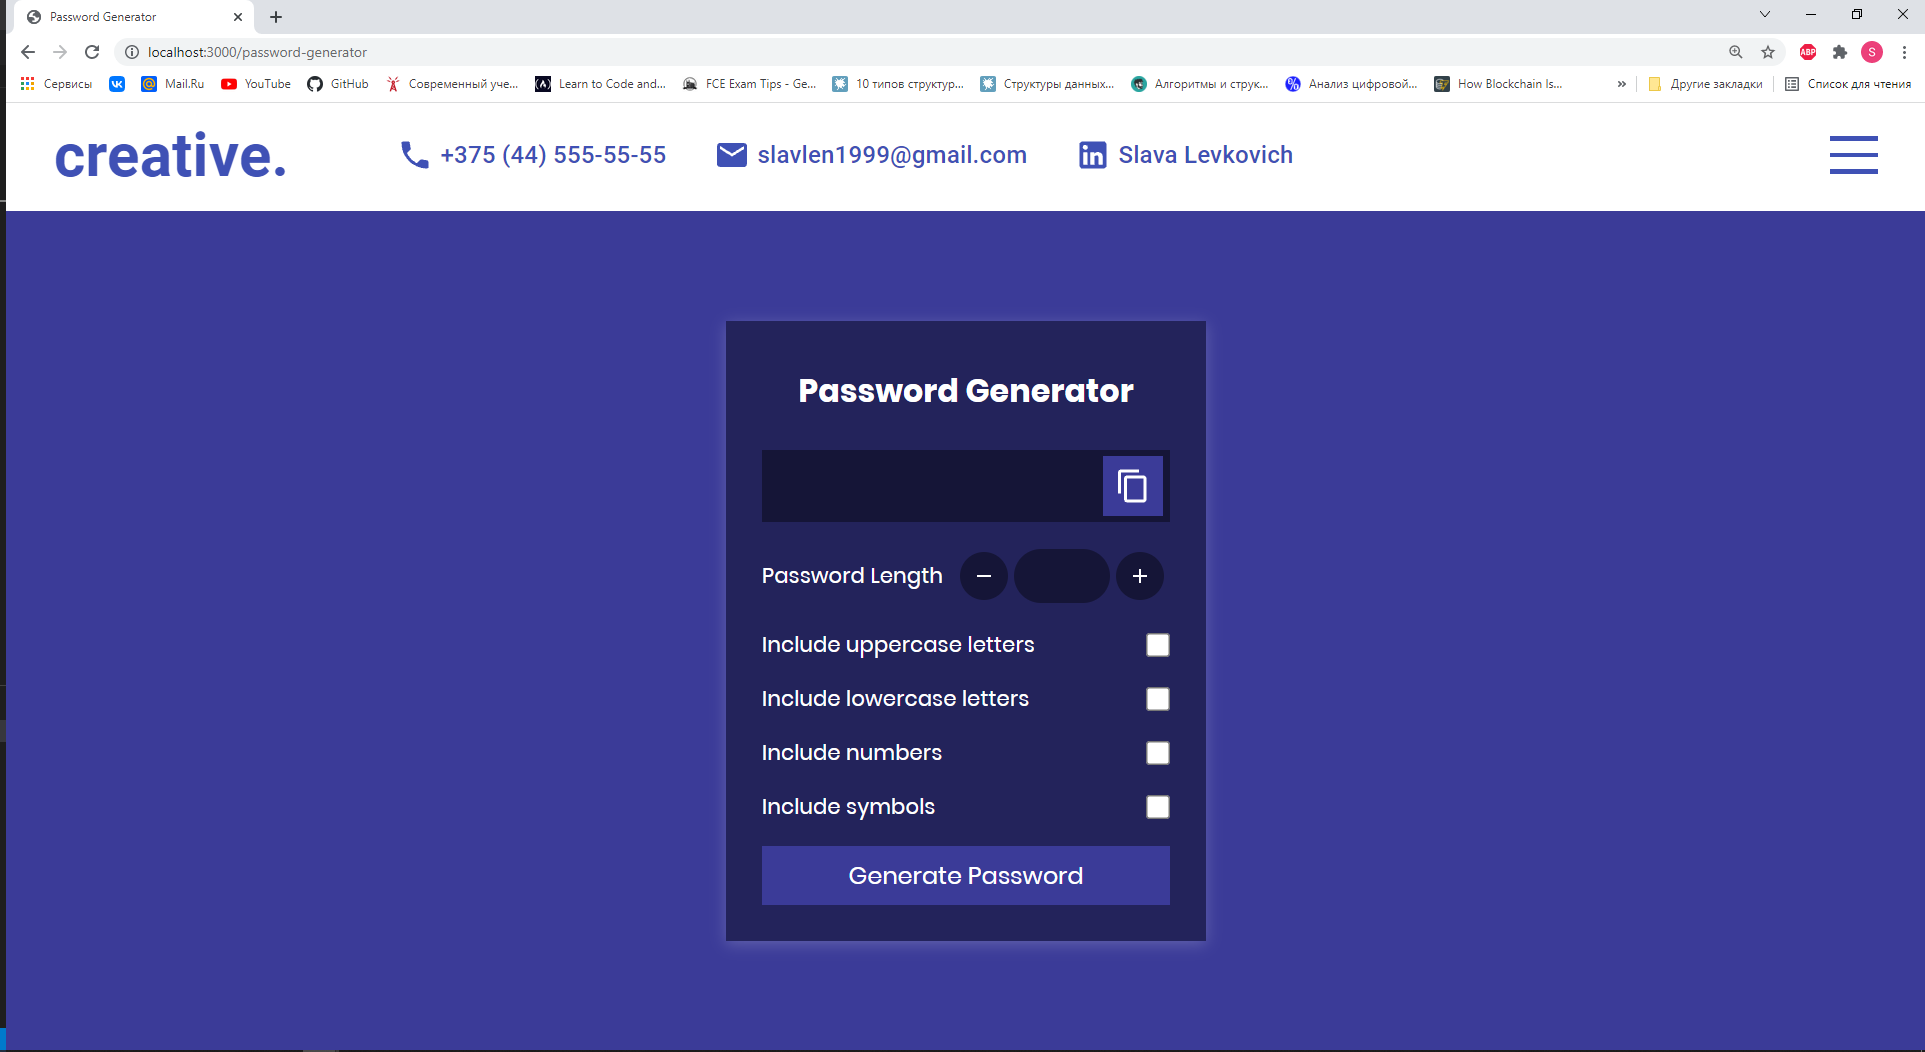 Password Generator
localhost:3000/password-generator
S
Сервисы
Mail.Ru
YouTube
GitHub
Современный уче...
Learn to Code and...
FCE Exam Tips - Ge...
10 типов структур...
Структуры данных...
Алгоритмы и струк...
Анализ цифровой...
How Blockchain Is...
»
Другие закладки
Список для чтения
ABP
creative.
+375 (44) 555-55-55
slavlen1999@gmail.com
in
Slava Levkovich
Password Generator
Password Length
Include uppercase letters
Include lowercase letters
Include numbers
Include symbols
Generate Password